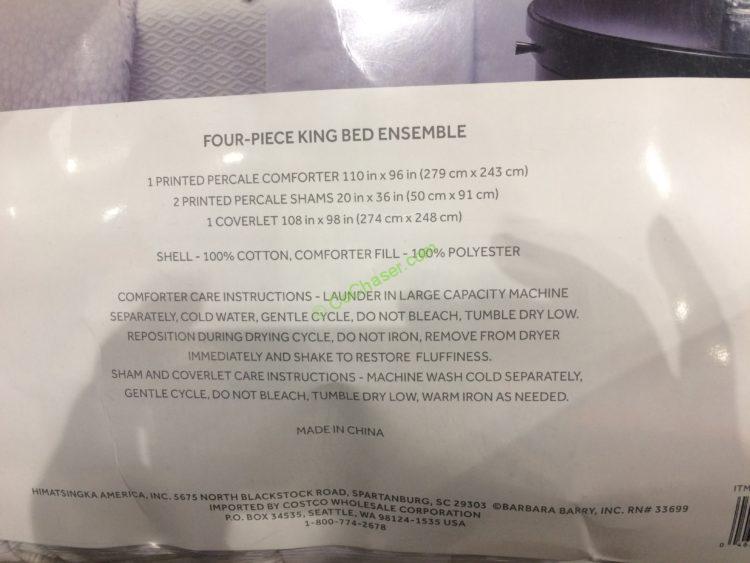 FOUR-PIECE KING BED ENSEMBLE
1 PRINTED PERCALE COMFORTER 110 in x 96 in (279 cm x 243 cm)
2 PRINTED PERCALE SHAMS 20 in x 36 in (50 cm x 91 cm)
1 COVERLET 108 in x 98 in (274 cm x 248 cm)
SHELL - 100% COTTON, COMFORTER FILL - 100% POLYESTER
© CoChaser.com
COMFORTER CARE INSTRUCTIONS - LAUNDER IN LARGE CAPACITY MACHINE
SEPARATELY, COLD WATER, GENTLE CYCLE, DO NOT BLEACH, TUMBLE DRY LOW.
REPOSITION DURING DRYING CYCLE, DO NOT IRON, REMOVE FROM DRYER
IMMEDIATELY AND SHAKE TO RESTORE FLUFFINESS.
SHAM AND COVERLET CARE INSTRUCTIONS - MACHINE WASH COLD SEPARATELY,
GENTLE CYCLE, DO NOT BLEACH, TUMBLE DRY LOW, WARM IRON AS NEEDED.
MADE IN CHINA
HIMATSINGKA AMERICA, INC. 5675 NORTH BLACKSTOCK ROAD, SPARTANBURG, SC 29303 ©BARBARA BARRY, INC. RN# 33699
IMPORTED BY COSTCO WHOLESALE CORPORATION
P.O. BOX 34535, SEATTLE, WA 98124-1535 USA
1-800-774-2678
ITM